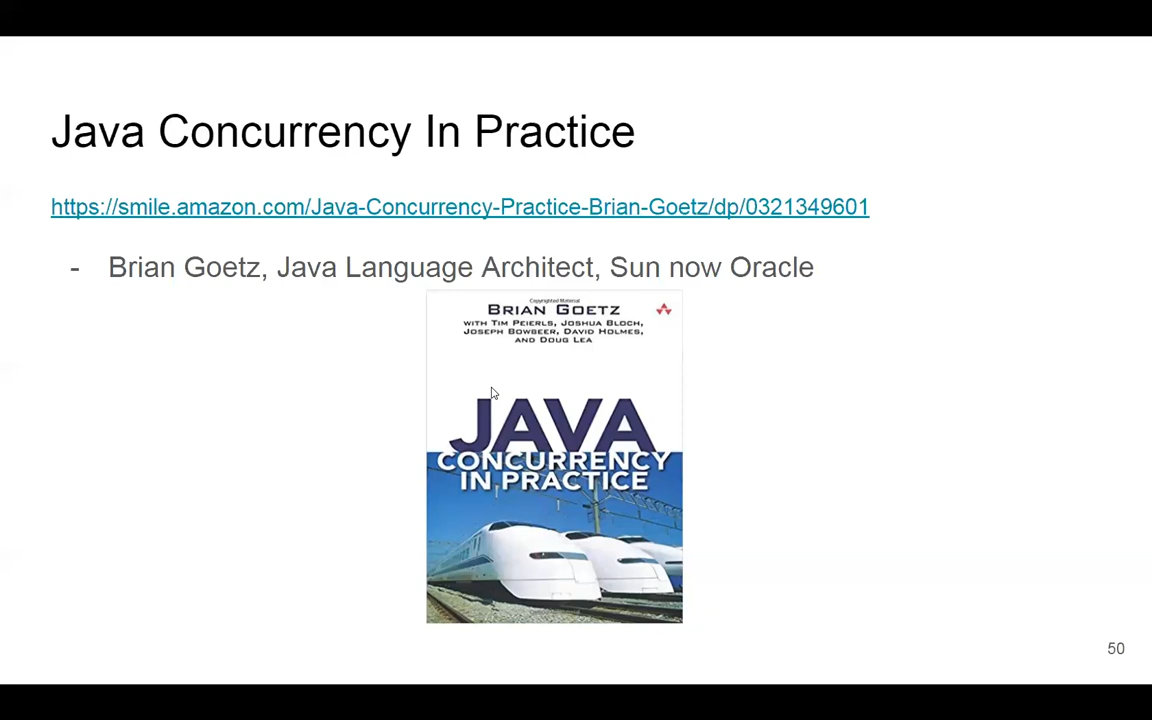 Java Concurrency In Practice
https://smile.amazon.com/Java-Concurrency-Practice-Brian-Goetz/dp/0321349601
- Brian Goetz, Java Language Architect, Sun now Oracle
Copyrighted Material
BRIAN GOETZ
WITH TIM PEIERLS, JOSHUA BLOCH,
JOSEPH BOWBEER, DAVID HOLMES,
AND DOUG LEA
JAVA
CONCURRENCY
IN PRACTICE
50